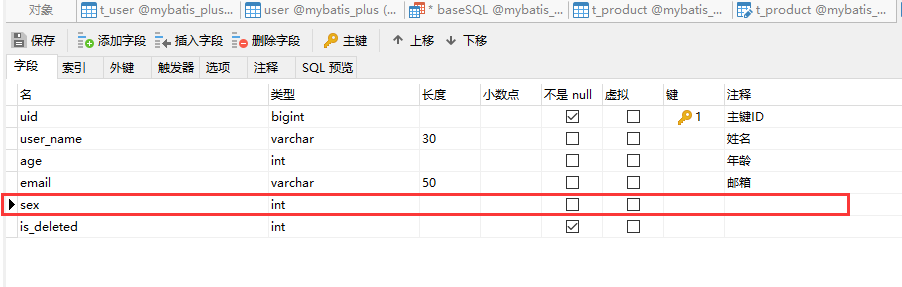 对象 t_user @mybatis_plus... user @mybatis_plus (... * baseSQL @mybatis_... t_product @mybatis_... t_product @mybatis_...
保存 添加字段 插入字段 删除字段 主键 上移 下移
字段 索引 外键 触发器 选项 注释 SQL 预览
名 类型 长度 小数点 不是 null 虚拟 键 注释
uid bigint 1 主键ID
user_name varchar 30 姓名
age int 年龄
email varchar 50 邮箱
sex int
is_deleted int